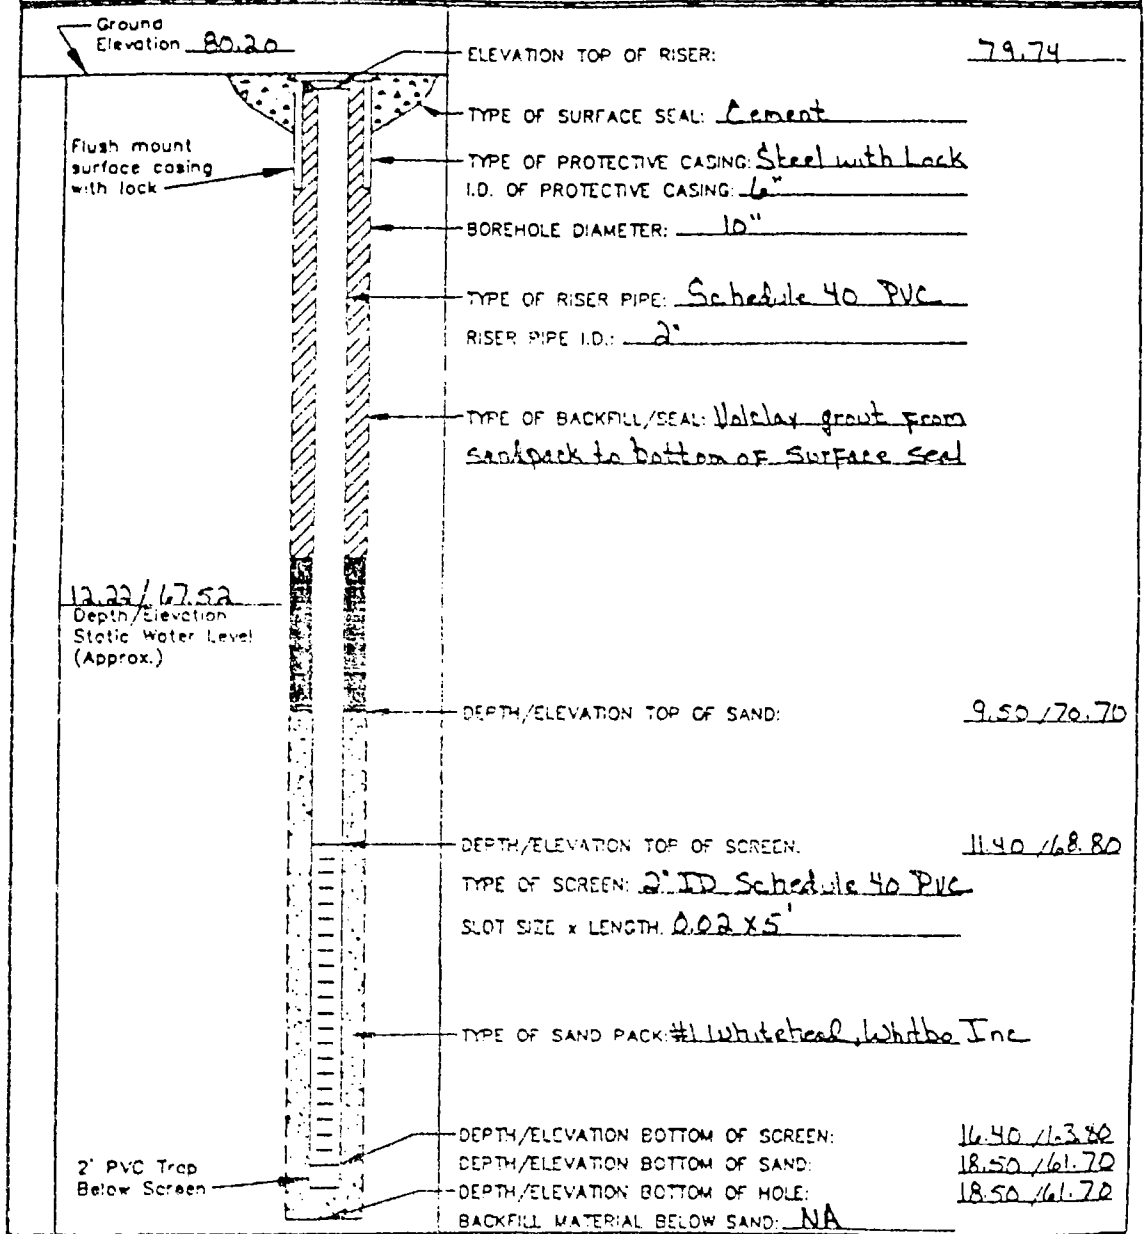 Ground
Elevation 80.20
ELEVATION TOP OF RISER: 79.74
TYPE OF SURFACE SEAL: Cement
Flush mount
surface casing
with lock
TYPE OF PROTECTIVE CASING: Steel with Lock
I.D. OF PROTECTIVE CASING: 6"
BOREHOLE DIAMETER: 10"
TYPE OF RISER PIPE: Schedule 40 PVC
RISER PIPE I.D.: 2"
TYPE OF BACKFILL/SEAL: Volclay grout from
sandpack to bottom of surface seal
12.22/67.52
Depth/Elevation
Static Water Level
(Approx.)
DEPTH/ELEVATION TOP OF SAND: 9.50/70.70
DEPTH/ELEVATION TOP OF SCREEN: 11.40/68.80
TYPE OF SCREEN: 2" ID Schedule 40 PVC
SLOT SIZE x LENGTH: 0.02 X 5'
TYPE OF SAND PACK: #1 Whitehead, Inc
DEPTH/ELEVATION BOTTOM OF SCREEN: 16.40/63.80
2' PVC Trap
Below Screen
DEPTH/ELEVATION BOTTOM OF SAND: 18.50/61.70
DEPTH/ELEVATION BOTTOM OF HOLE: 18.50/61.70
BACKFILL MATERIAL BELOW SAND: NA